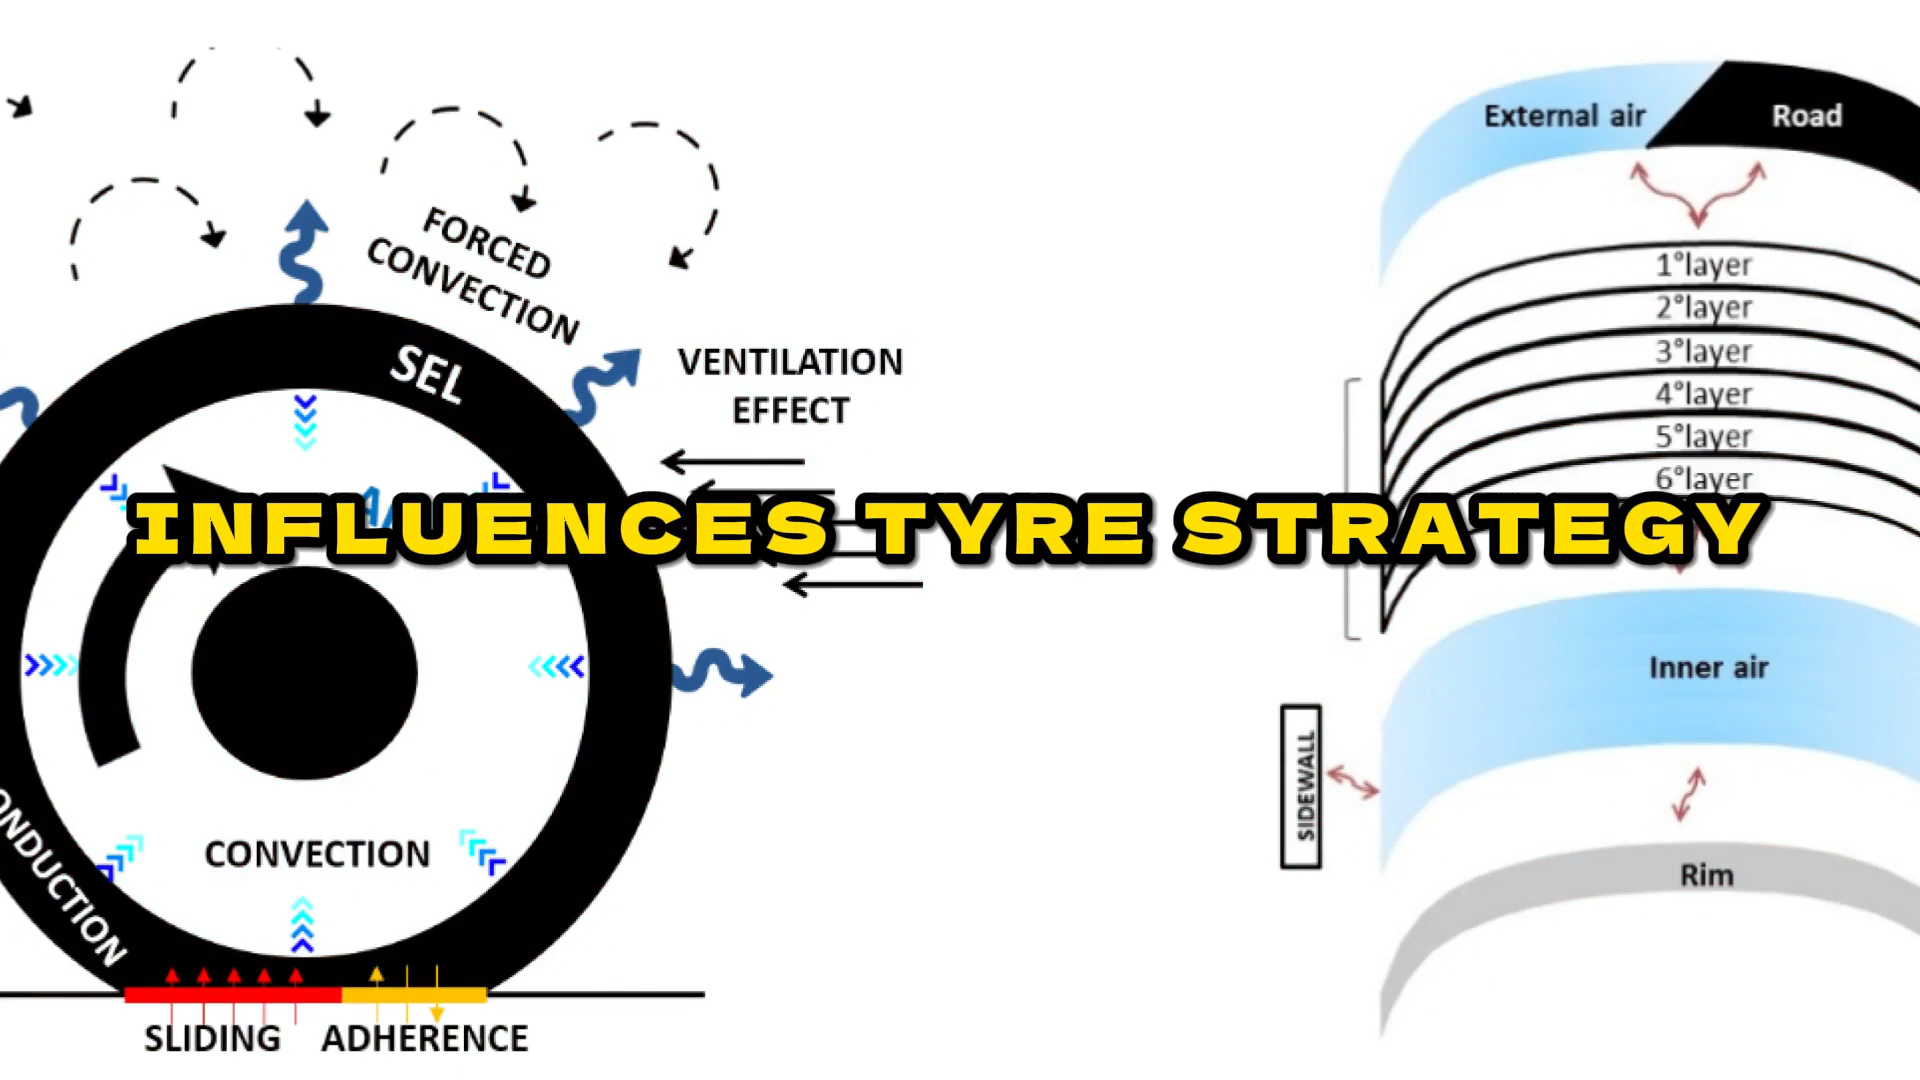 FORCED
CONVECTION
SEL
VENTILATION
EFFECT
INFLUENCES TYRE STRATEGY
CONVECTION
SLIDING
ADHERENCE
External air
Road
1°layer
2°layer
3°layer
4°layer
5°layer
6°layer
Inner air
SIDEWALL
Rim